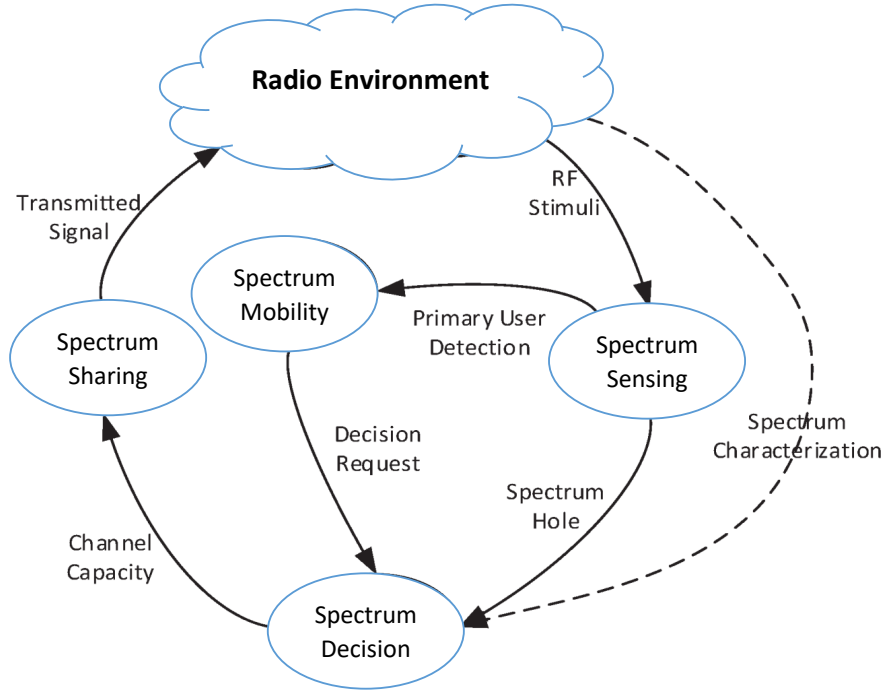 Radio Environment
RF
Stimuli
Transmitted
Signal
Spectrum
Mobility
Primary User
Detection
Spectrum
Sharing
Spectrum
Sensing
Decision
Request
Spectrum
Characterization
Spectrum
Hole
Channel
Capacity
Spectrum
Decision